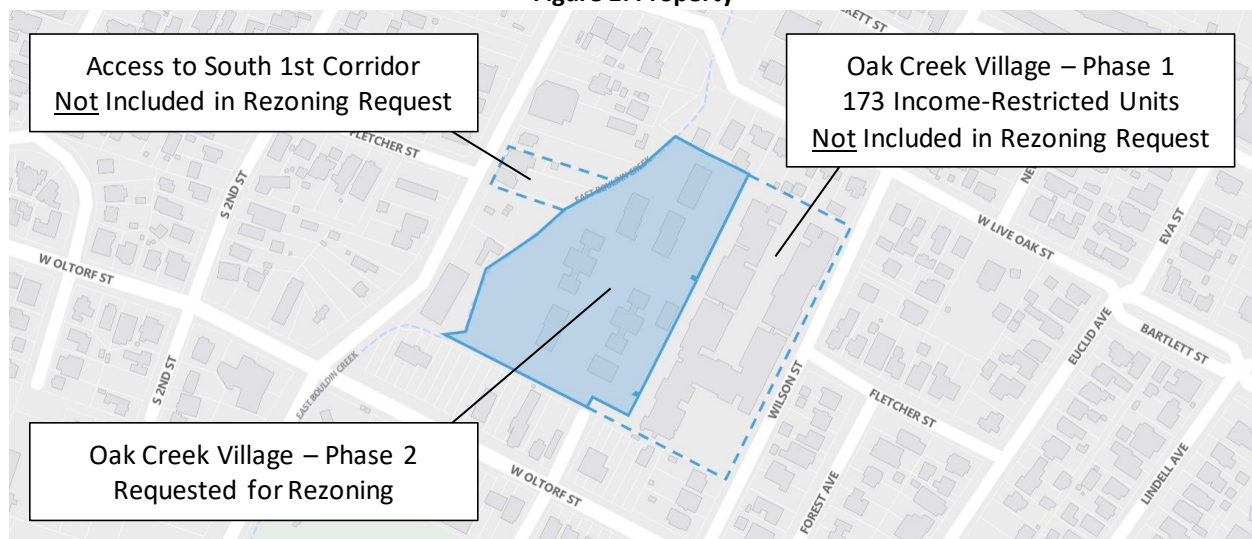 Access to South 1st Corridor
Not Included in Rezoning Request
Oak Creek Village – Phase 1
173 Income-Restricted Units
Not Included in Rezoning Request
FLETCHER ST
S 2ND ST
EAST BOULDIN CREEK
W LIVE OAK ST
EVA ST
W OLTORF ST
EUCLID AVE
BARTLETT ST
S 2ND ST
EAST BOULDIN CREEK
WILSON ST
FLETCHER ST
Oak Creek Village – Phase 2
Requested for Rezoning
W OLTORF ST
FOREST AVE
LINDELL AVE